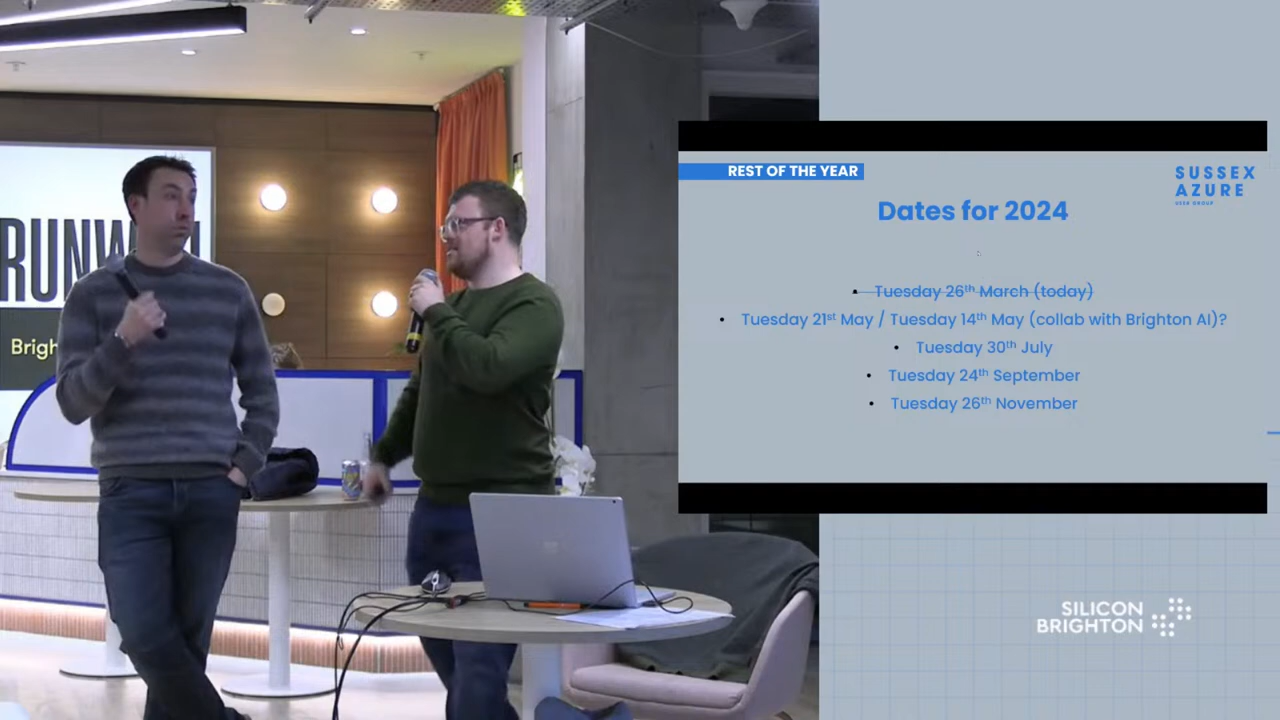 RUNW
Brigh
REST OF THE YEAR
SUSSEX
AZURE
USER GROUP
Dates for 2024
• Tuesday 26th March (today)
• Tuesday 21st May / Tuesday 14th May (collab with Brighton AI)?
• Tuesday 30th July
• Tuesday 24th September
• Tuesday 26th November
SILICON
BRIGHTON